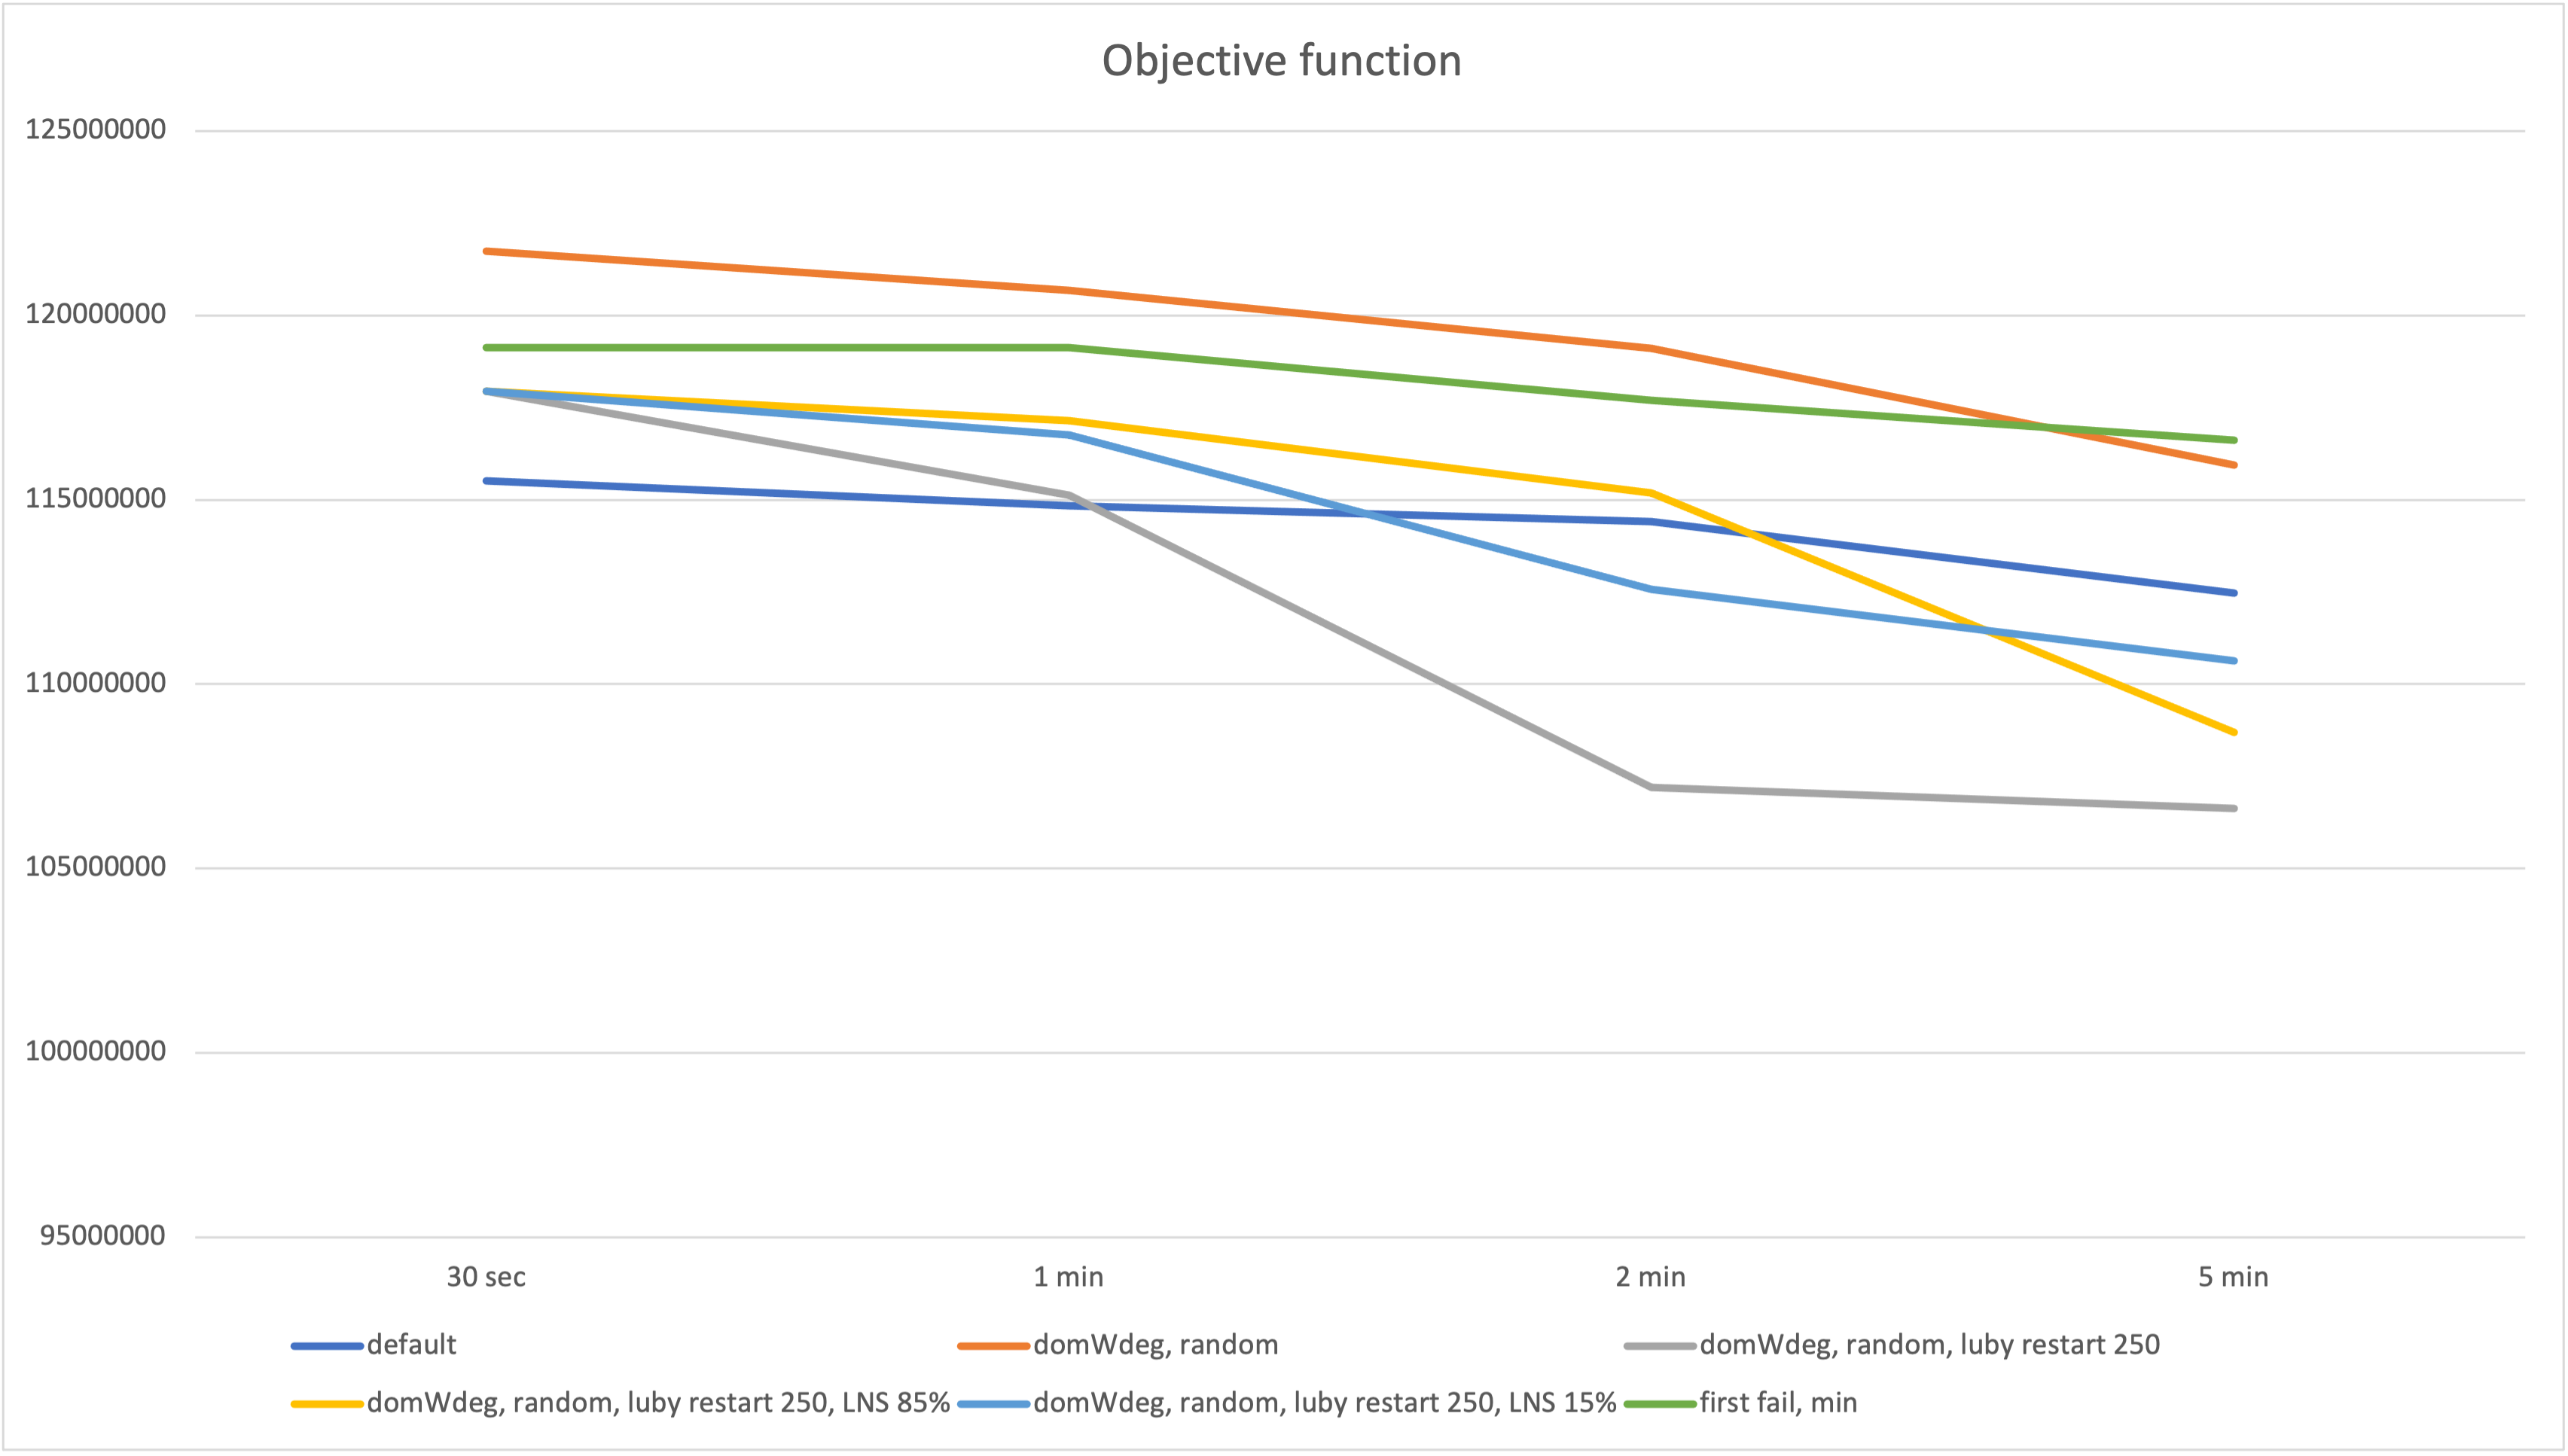 Objective function
125000000
120000000
115000000
110000000
105000000
100000000
95000000
30 sec 1 min 2 min 5 min
default domWdeg, random domWdeg, random, luby restart 250
domWdeg, random, luby restart 250, LNS 85% domWdeg, random, luby restart 250, LNS 15% first fail, min